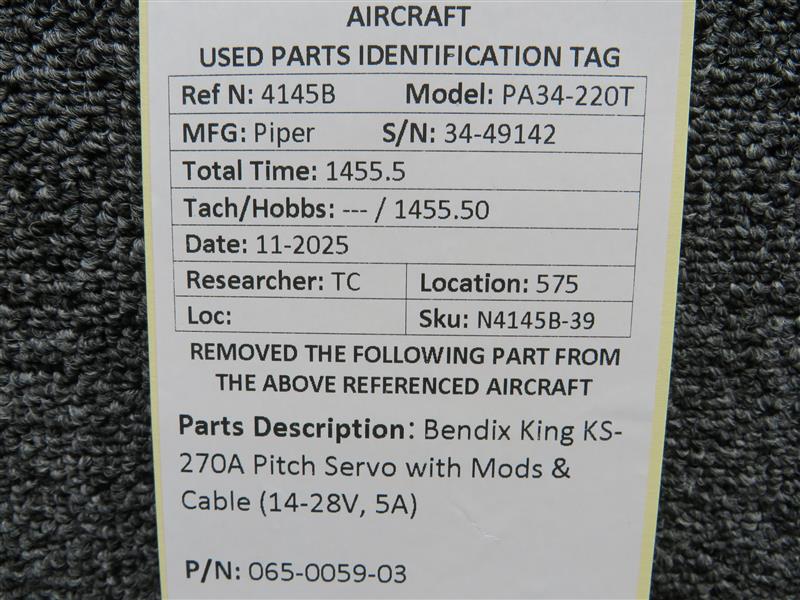 AIRCRAFT
USED PARTS IDENTIFICATION TAG
Ref N: 4145B Model: PA34-220T
MFG: Piper S/N: 34-49142
Total Time: 1455.5
Tach/Hobbs: --- / 1455.50
Date: 11-2025
Researcher: TC Location: 575
Loc: Sku: N4145B-39
REMOVED THE FOLLOWING PART FROM
THE ABOVE REFERENCED AIRCRAFT
Parts Description: Bendix King KS-
270A Pitch Servo with Mods &
Cable (14-28V, 5A)
P/N: 065-0059-03